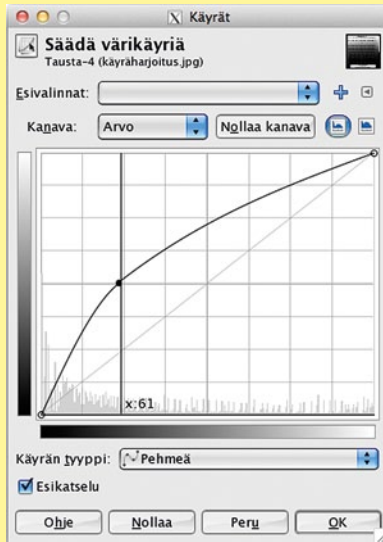 X Käyrät
Säädä värikäyriä
Tausta-4 (käyräharjoitus.jpg)
Esivalinnat:
Kanava: Arvo Nollaa kanava
x:61
Käyrän tyyppi: Pehmeä
Esikatselu
Ohje Nollaa Peru OK